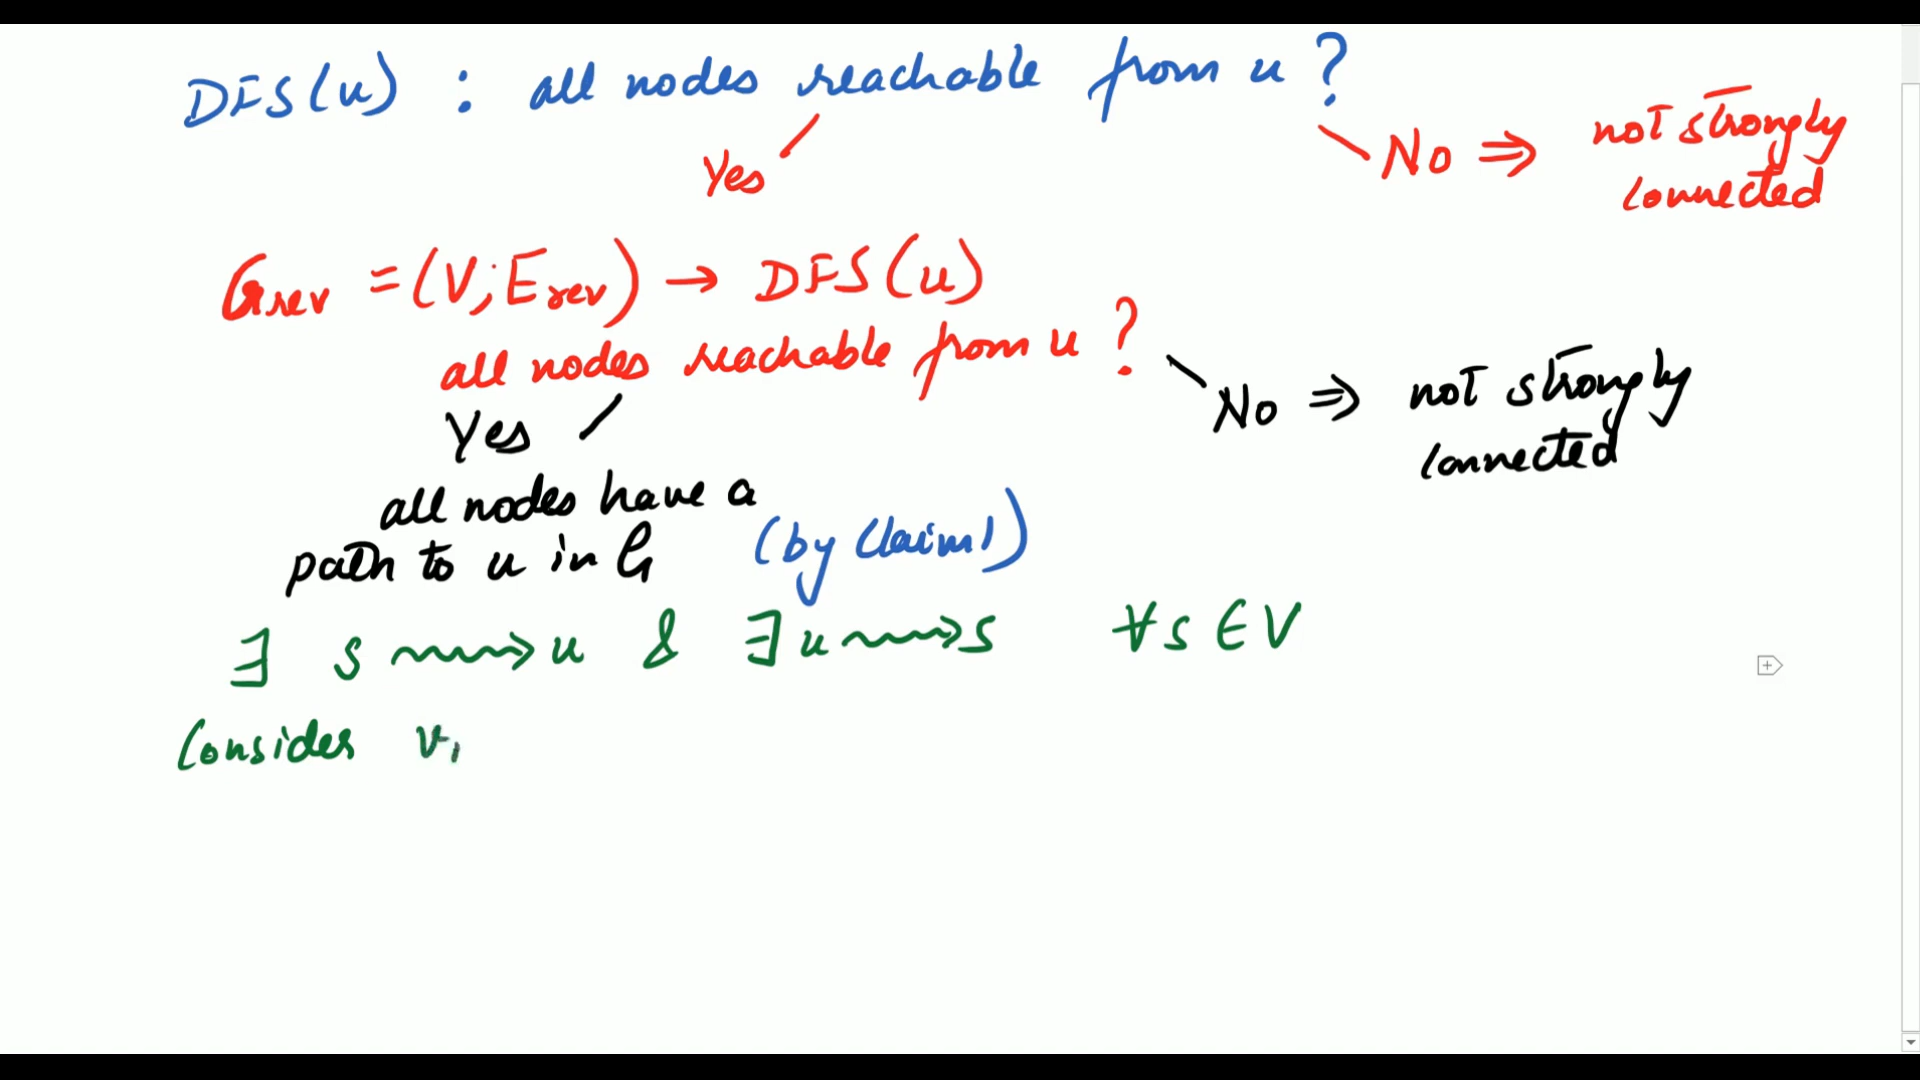 DFS(u) : all nodes reachable from u ?
Yes
No ⇒ not strongly
connected
Grev = (V; Erev) → DFS(u)
all nodes reachable from u ?
Yes
No ⇒ not strongly
connected
all nodes have a
path to u in G (by Claim 1)
∃ s ⇝ u & ∃ u ⇝ s ∀s ∈ V
Consider v1